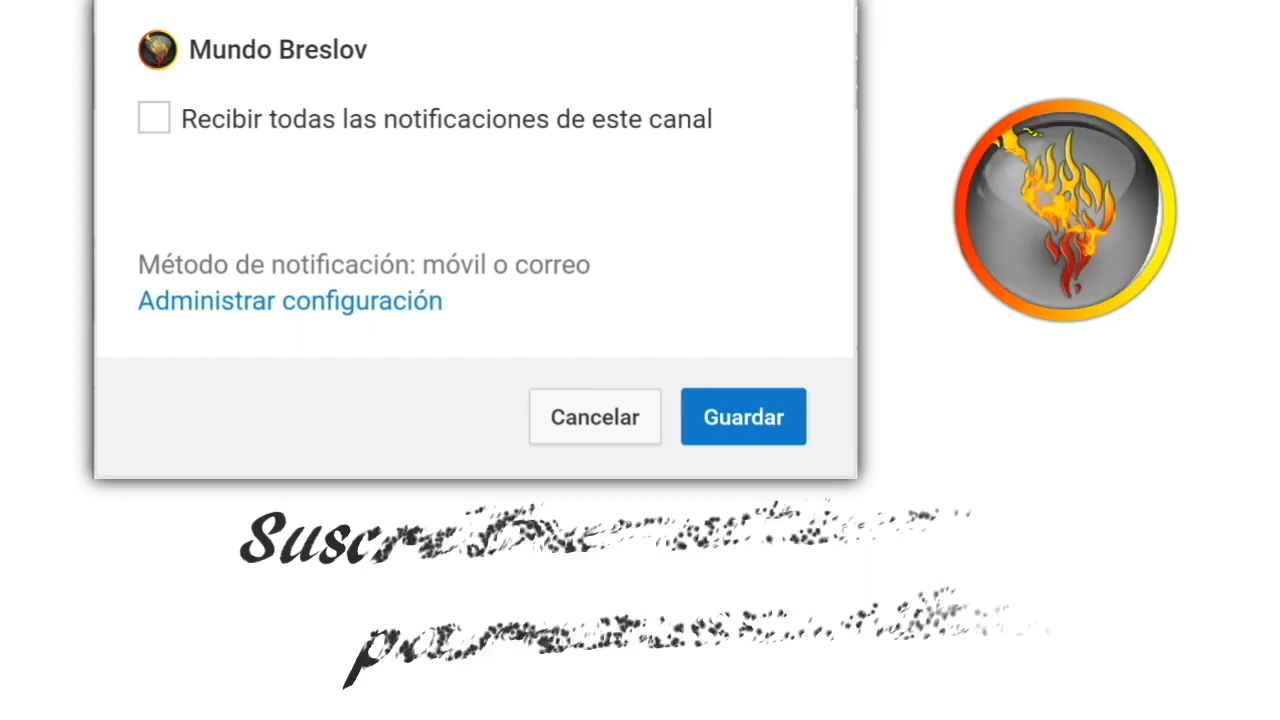 Mundo Breslov
Recibir todas las notificaciones de este canal
Método de notificación: móvil o correo
Administrar configuración
Cancelar
Guardar